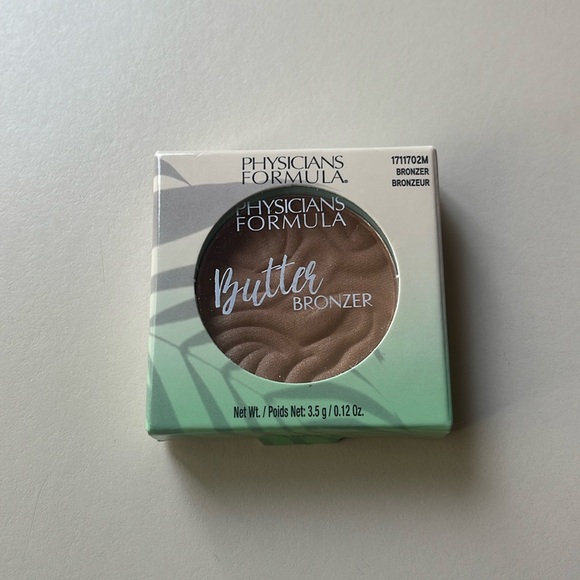 PHYSICIANS
FORMULA®
1711702M
BRONZER
BRONZEUR
PHYSICIANS
FORMULA
Butter
BRONZER
Net Wt. / Poids Net: 3.5 g / 0.12 Oz.